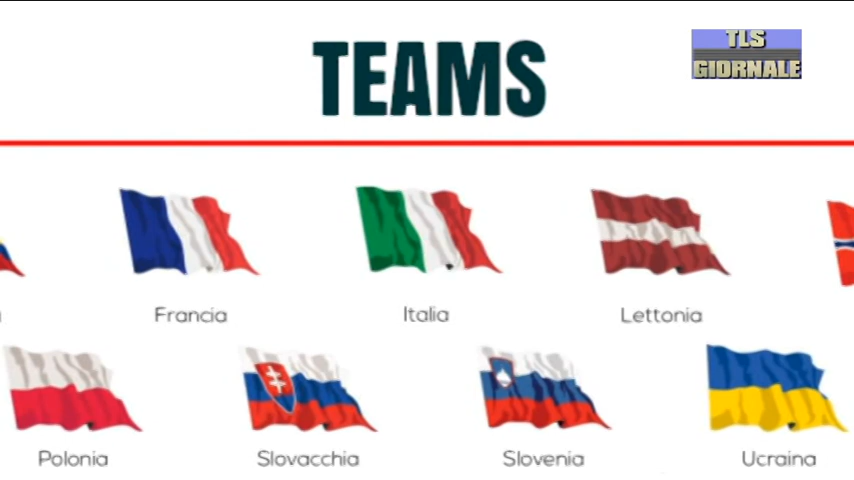 TEAMS
TLS
GIORNALE
Francia
Italia
Lettonia
Polonia
Slovacchia
Slovenia
Ucraina